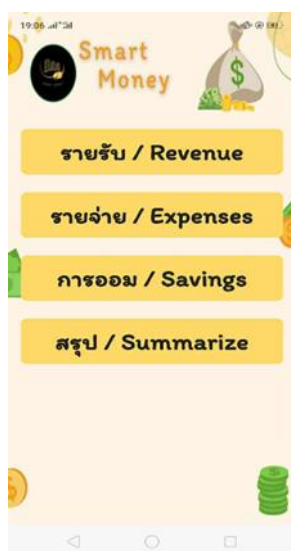 19:06
Smart
Money
รายรับ / Revenue
รายจ่าย / Expenses
การออม / Savings
สรุป / Summarize